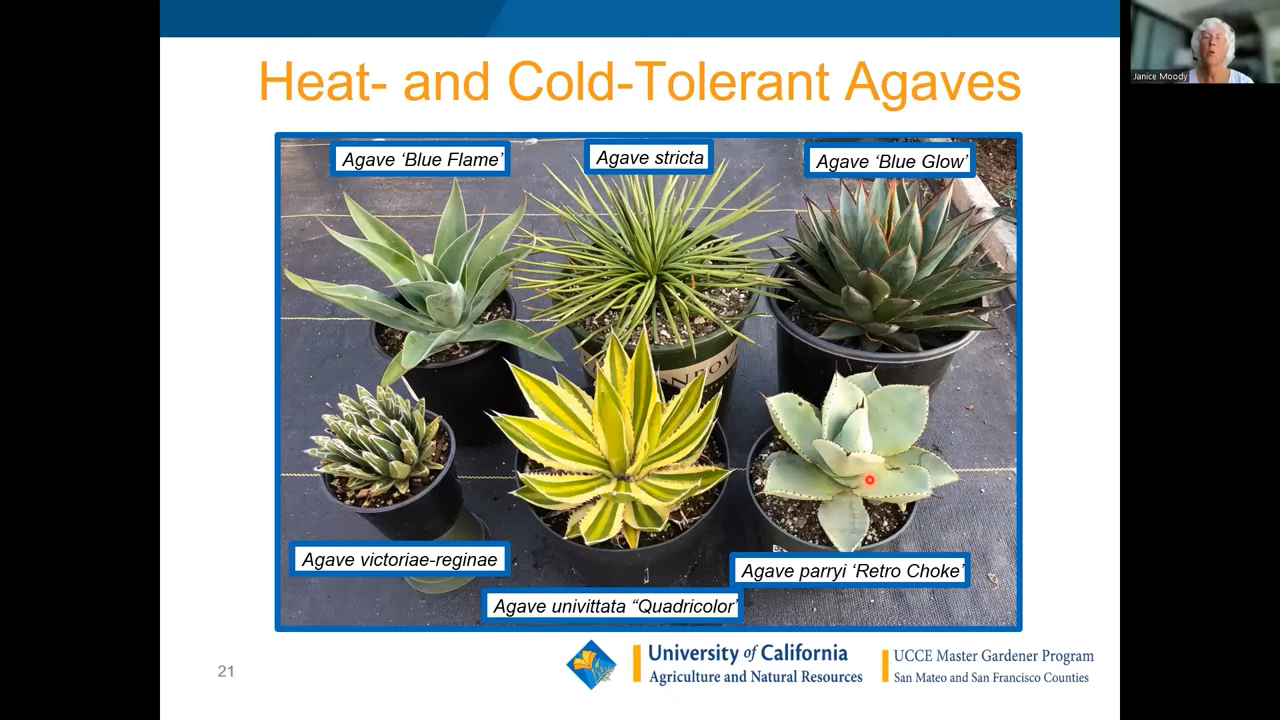 Heat- and Cold-Tolerant Agaves
Janice Moody
Agave ‘Blue Flame’
Agave stricta
Agave ‘Blue Glow’
Agave victoriae-reginae
Agave parryi ‘Retro Choke’
Agave univittata “Quadricolor’
21
University of California
Agriculture and Natural Resources
UCCE Master Gardener Program
San Mateo and San Francisco Counties